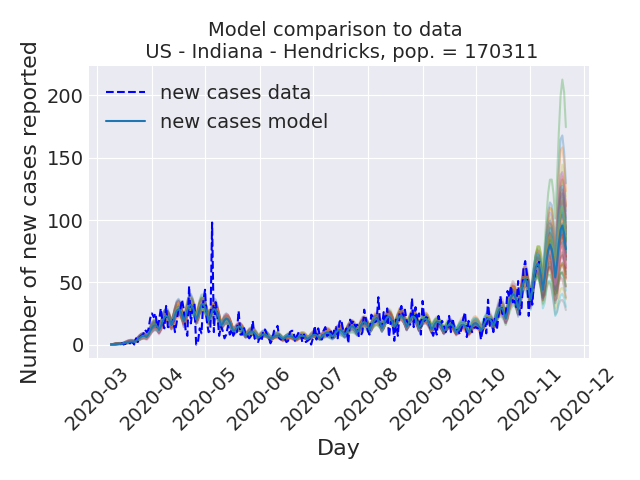 Model comparison to data
US - Indiana - Hendricks, pop. = 170311
Number of new cases reported
200
150
100
50
0
new cases data
new cases model
2020-03
2020-04
2020-05
2020-06
2020-07
2020-08
2020-09
2020-10
2020-11
2020-12
Day